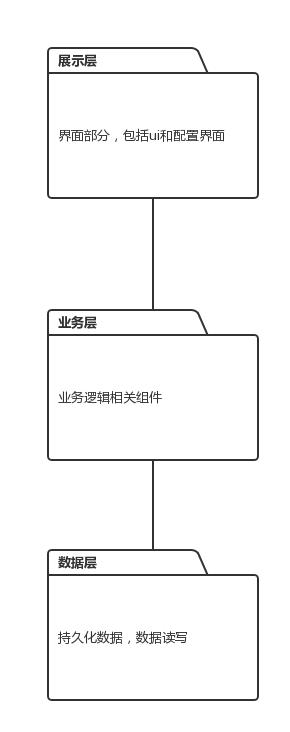 展示层
界面部分，包括ui和配置界面
业务层
业务逻辑相关组件
数据层
持久化数据，数据读写